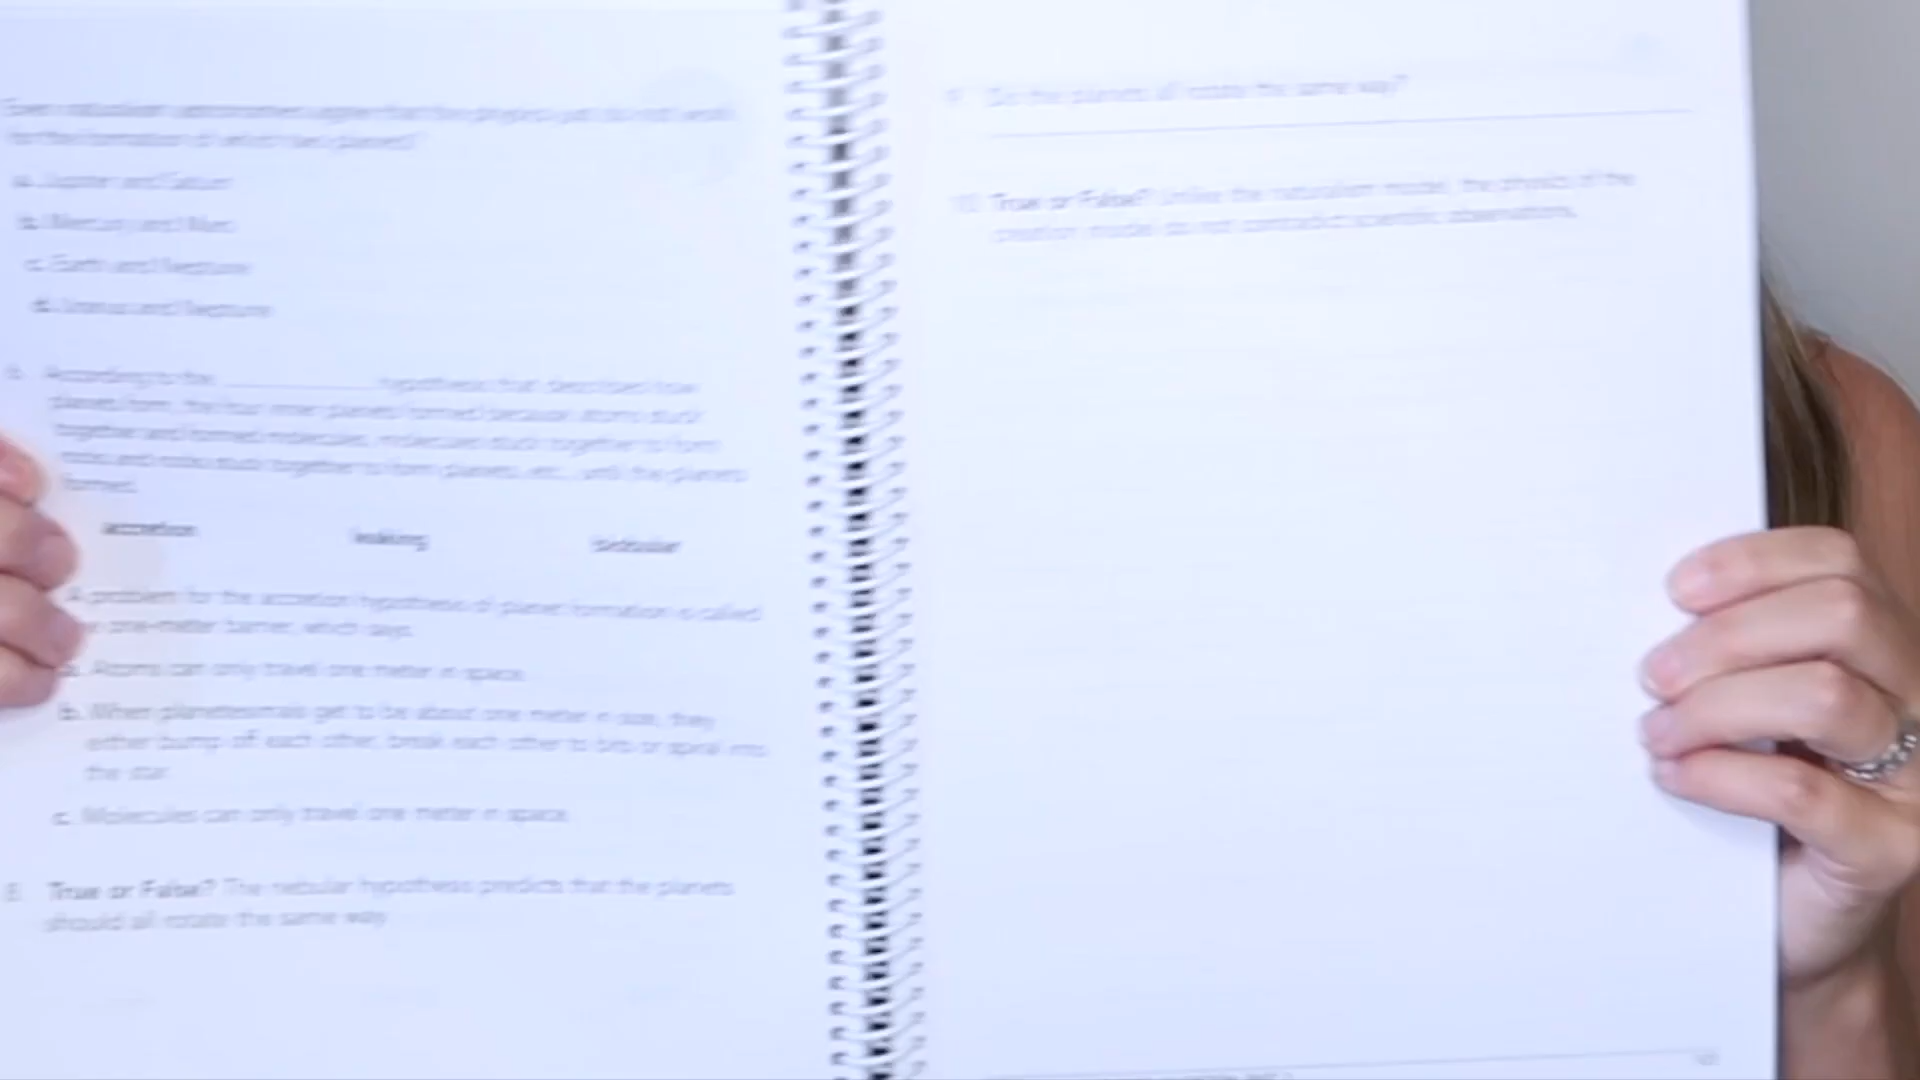 Even naturalism astronomers agree that the physics just do not work
for the formation of which two planets?
a. Jupiter and Saturn
b. Mercury and Mars
c. Earth and Neptune
d. Uranus and Neptune
6. According to the ____________ hypothesis that describes how
planets form, the four inner planets formed because atoms stuck
together and formed molecules, molecules stuck together to form
rocks and rocks stuck together to form planets, etc., until the planets
formed.
accretion leaking nebular
A problem for the accretion hypothesis of planet formation is called
one-meter barrier, which says:
a. Atoms can only travel one meter in space.
b. When planetesimals get to be about one meter in size, they
either bump off each other, break each other to bits or spiral into
the star.
c. Molecules can only travel one meter in space.
8. True or False? The nebular hypothesis predicts that the planets
should all rotate the same way.
9. Do the planets all rotate the same way?
10. True or False? Unlike the naturalism model, the physics of the
creation model do not contradict scientific observations.